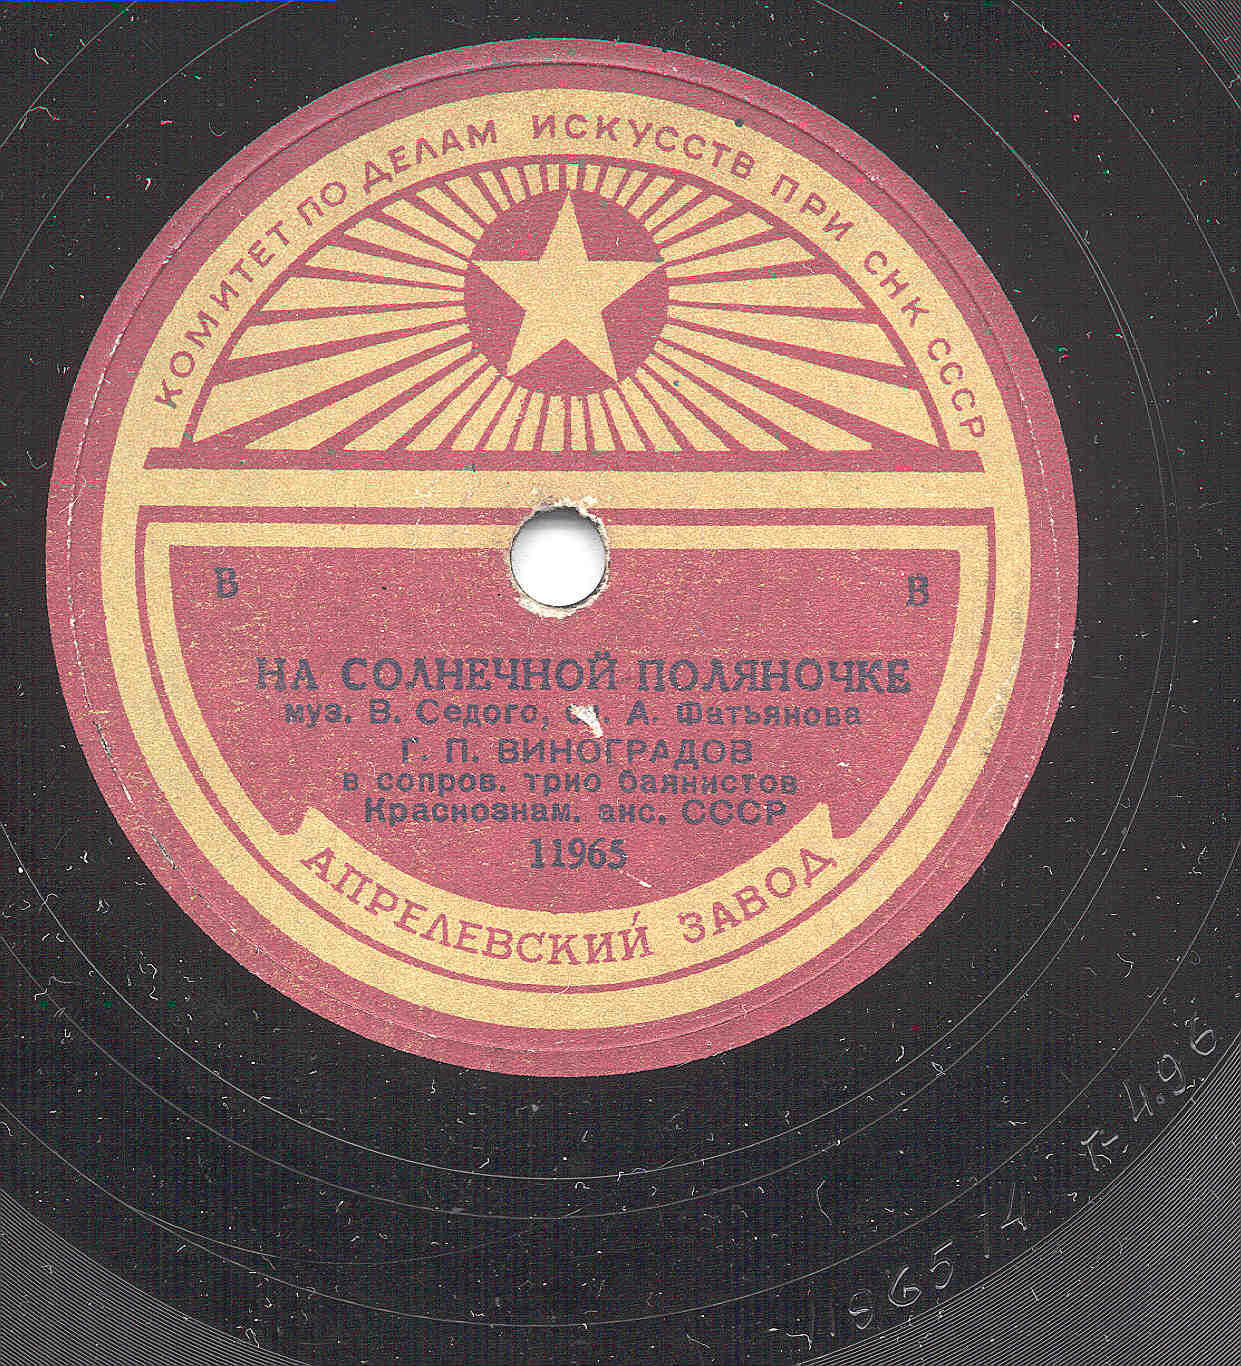 КОМИТЕТ ПО ДЕЛАМ ИСКУССТВ ПРИ СНК СССР
В В
НА СОЛНЕЧНОЙ ПОЛЯНОЧКЕ
муз. В. Седого, А. Фатьянова
Г. П. ВИНОГРАДОВ
в сопров. трио баянистов
Краснознам. анс. СССР
11965
АПРЕЛЕВСКИЙ ЗАВОД
11965